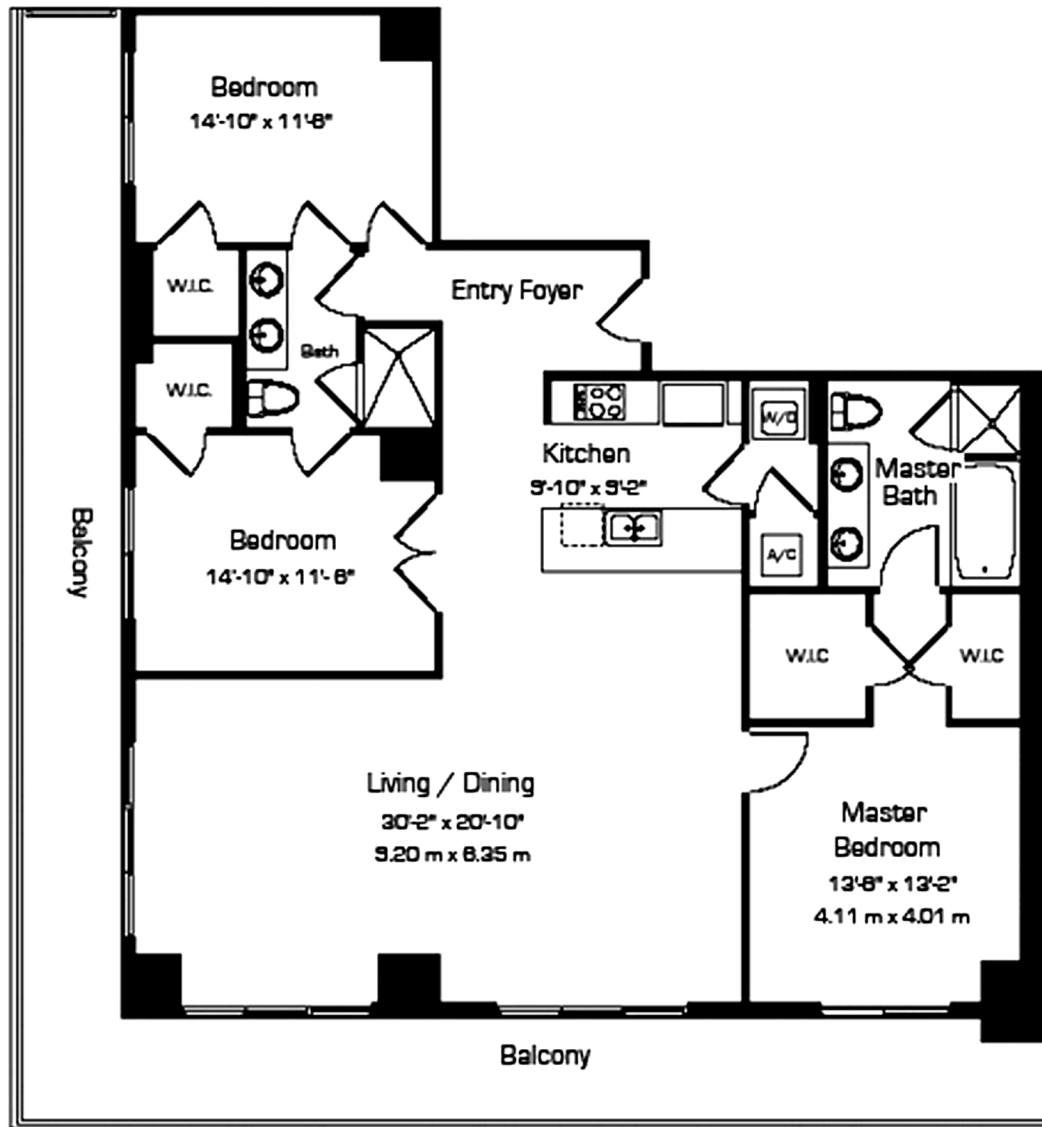 Bedroom
14'-10" x 11'-6"
W.I.C.
Entry Foyer
Bath
W.I.C.
W/D
Kitchen
9'-10" x 9'-2"
Master
Bath
Balcony
Bedroom
14'-10" x 11'-6"
A/C
W.I.C
W.I.C
Living / Dining
30'-2" x 20'-10"
9.20 m x 6.35 m
Master
Bedroom
13'-6" x 13'-2"
4.11 m x 4.01 m
Balcony